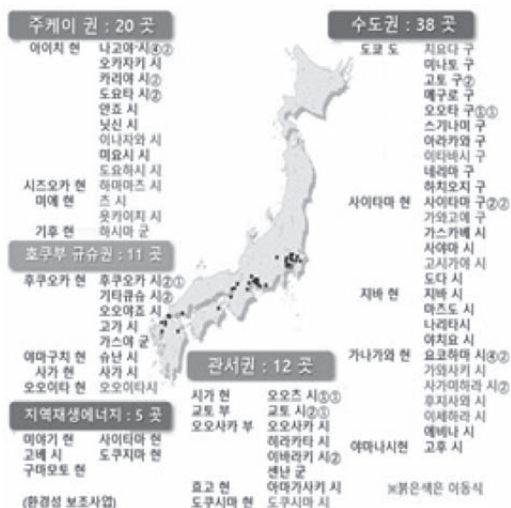 주케이 권 : 20 곳
아이치 현 나고야 시④②
오카자키 시
카리야 시②
도요타 시②
안죠 시
닛신 시
이나자와 시
미요시 시
도요하시 시
시즈오카 현 하마마츠 시
미에 현 츠 시
욧카이치 시
기후 현 하시마 군
호쿠부 규슈권 : 11 곳
후쿠오카 현 후쿠오카 시②①
기타큐슈 시②
오오야죠 시
고가 시
가스야 군
야마구치 현 슈난 시
사가 현 사가 시
오오이타 현 오오이타시
지역재생에너지 : 5 곳
미야기 현 사이타마 현
고베 시 도쿠지마 현
구마모토 현
(환경성 보조사업)
관서권 : 12 곳
시가 현 오오츠 시①①
교토 부 교토 시②①
오오사카 부 오오사카 시
히라카타 시
이바라키 시②
센난 군
효고 현 아마가사키 시
도쿠시마 현 도쿠시마 시
수도권 : 38 곳
도쿄 도 치요다 구
미나토 구
고토 구②
메구로 구
오오타 구①①
스기나미 구
아라카와 구
이타바시 구
네리마 구
하치오지 구
사이타마 현 사이타마 구②②
가와고에 구
가스카베 시
사야마 시
고시가야 시
도다 시
지바 현 지바 시
마즈도 시
나리타시
야치요 시
가나가와 현 요코하마 시④②
가와사키 시
사가미하라 시②
후지사와 시
이세하라 시
에비나 시
야마나시현 고후 시
※붉은색은 이동식